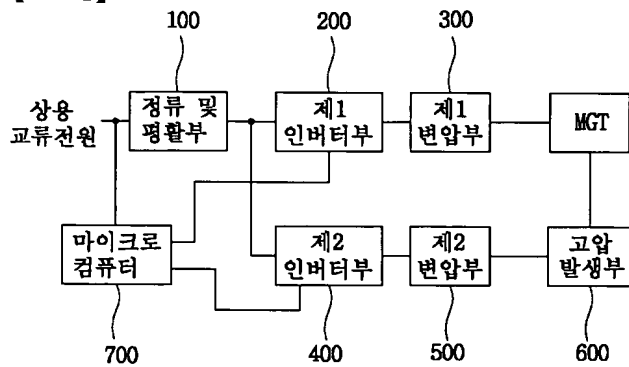 100
200
300
상용
교류전원
정류 및
평활부
제1
인버터부
제1
변압부
MGT
마이크로
컴퓨터
제2
인버터부
제2
변압부
고압
발생부
700
400
500
600